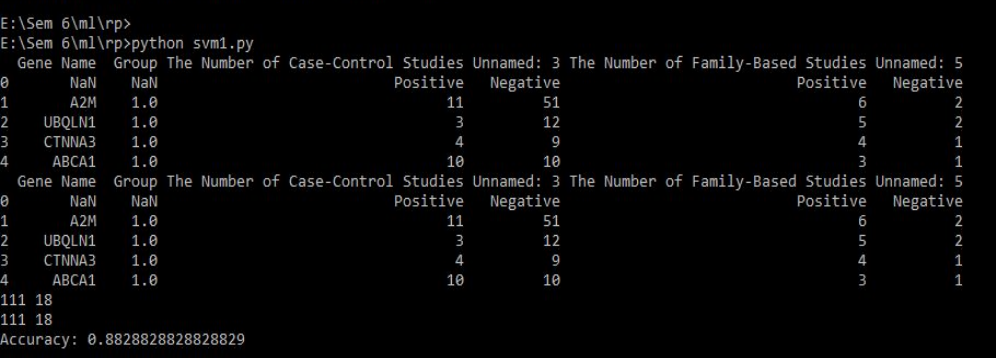 E:\Sem 6\ml\rp>
E:\Sem 6\ml\rp>python svm1.py
Gene Name Group The Number of Case-Control Studies Unnamed: 3 The Number of Family-Based Studies Unnamed: 5
0 NaN NaN Positive Negative Positive Negative
1 A2M 1.0 11 51 6 2
2 UBQLN1 1.0 3 12 5 2
3 CTNNA3 1.0 4 9 4 1
4 ABCA1 1.0 10 10 3 1
Gene Name Group The Number of Case-Control Studies Unnamed: 3 The Number of Family-Based Studies Unnamed: 5
0 NaN NaN Positive Negative Positive Negative
1 A2M 1.0 11 51 6 2
2 UBQLN1 1.0 3 12 5 2
3 CTNNA3 1.0 4 9 4 1
4 ABCA1 1.0 10 10 3 1
111 18
111 18
Accuracy: 0.8828828828828829